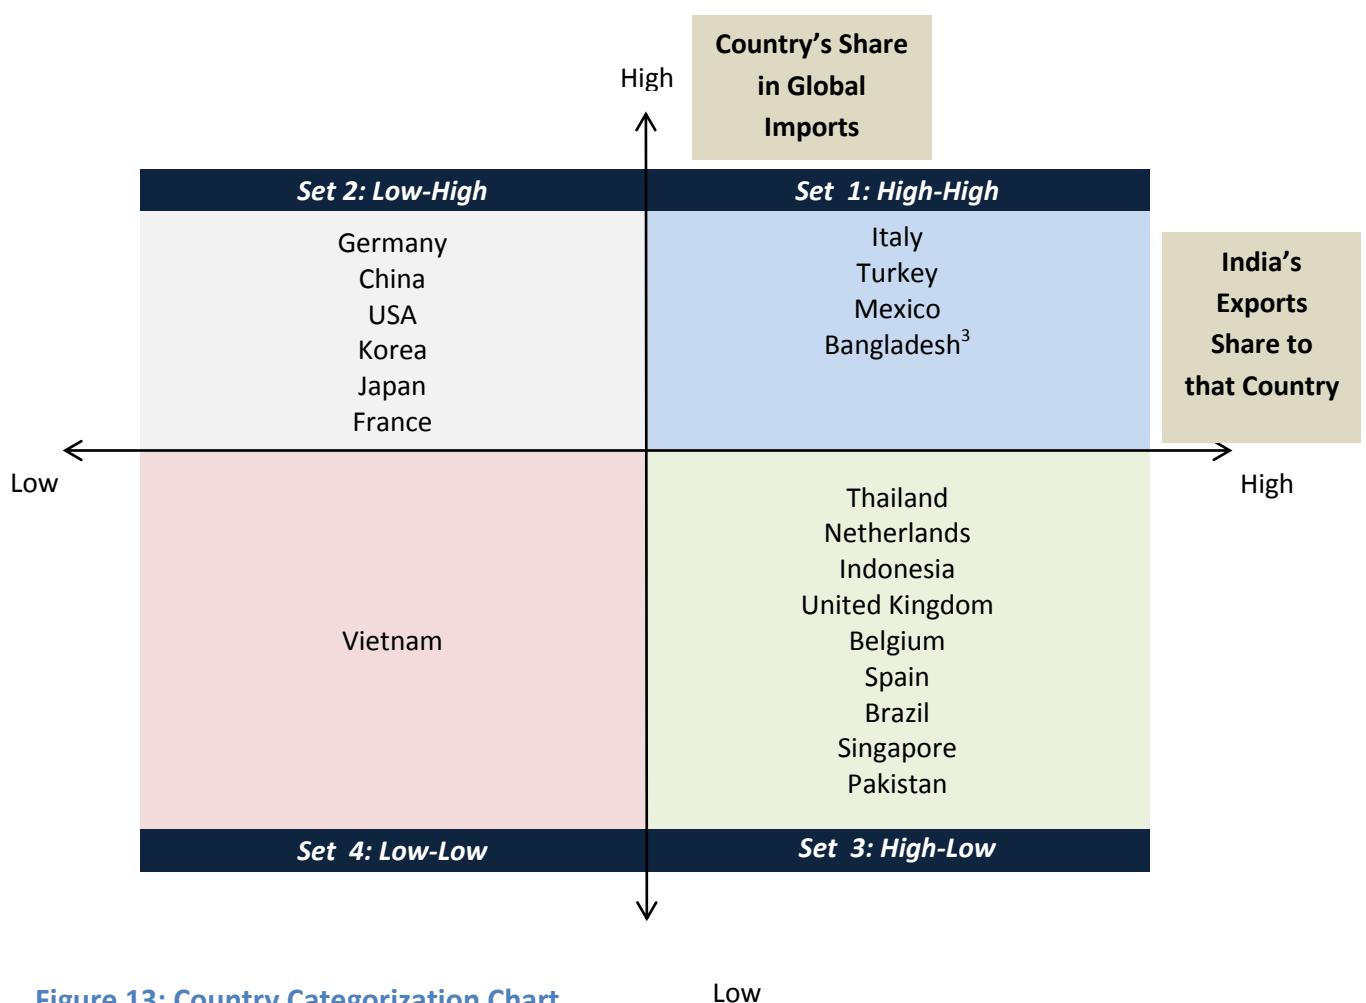 Country’s Share
in Global
Imports
High
Set 2: Low-High
Set 1: High-High
Germany
China
USA
Korea
Japan
France
Italy
Turkey
Mexico
Bangladesh3
India’s
Exports
Share to
that Country
Low
High
Vietnam
Thailand
Netherlands
Indonesia
United Kingdom
Belgium
Spain
Brazil
Singapore
Pakistan
Set 4: Low-Low
Set 3: High-Low
Low
Figure 13: Country Categorization Chart